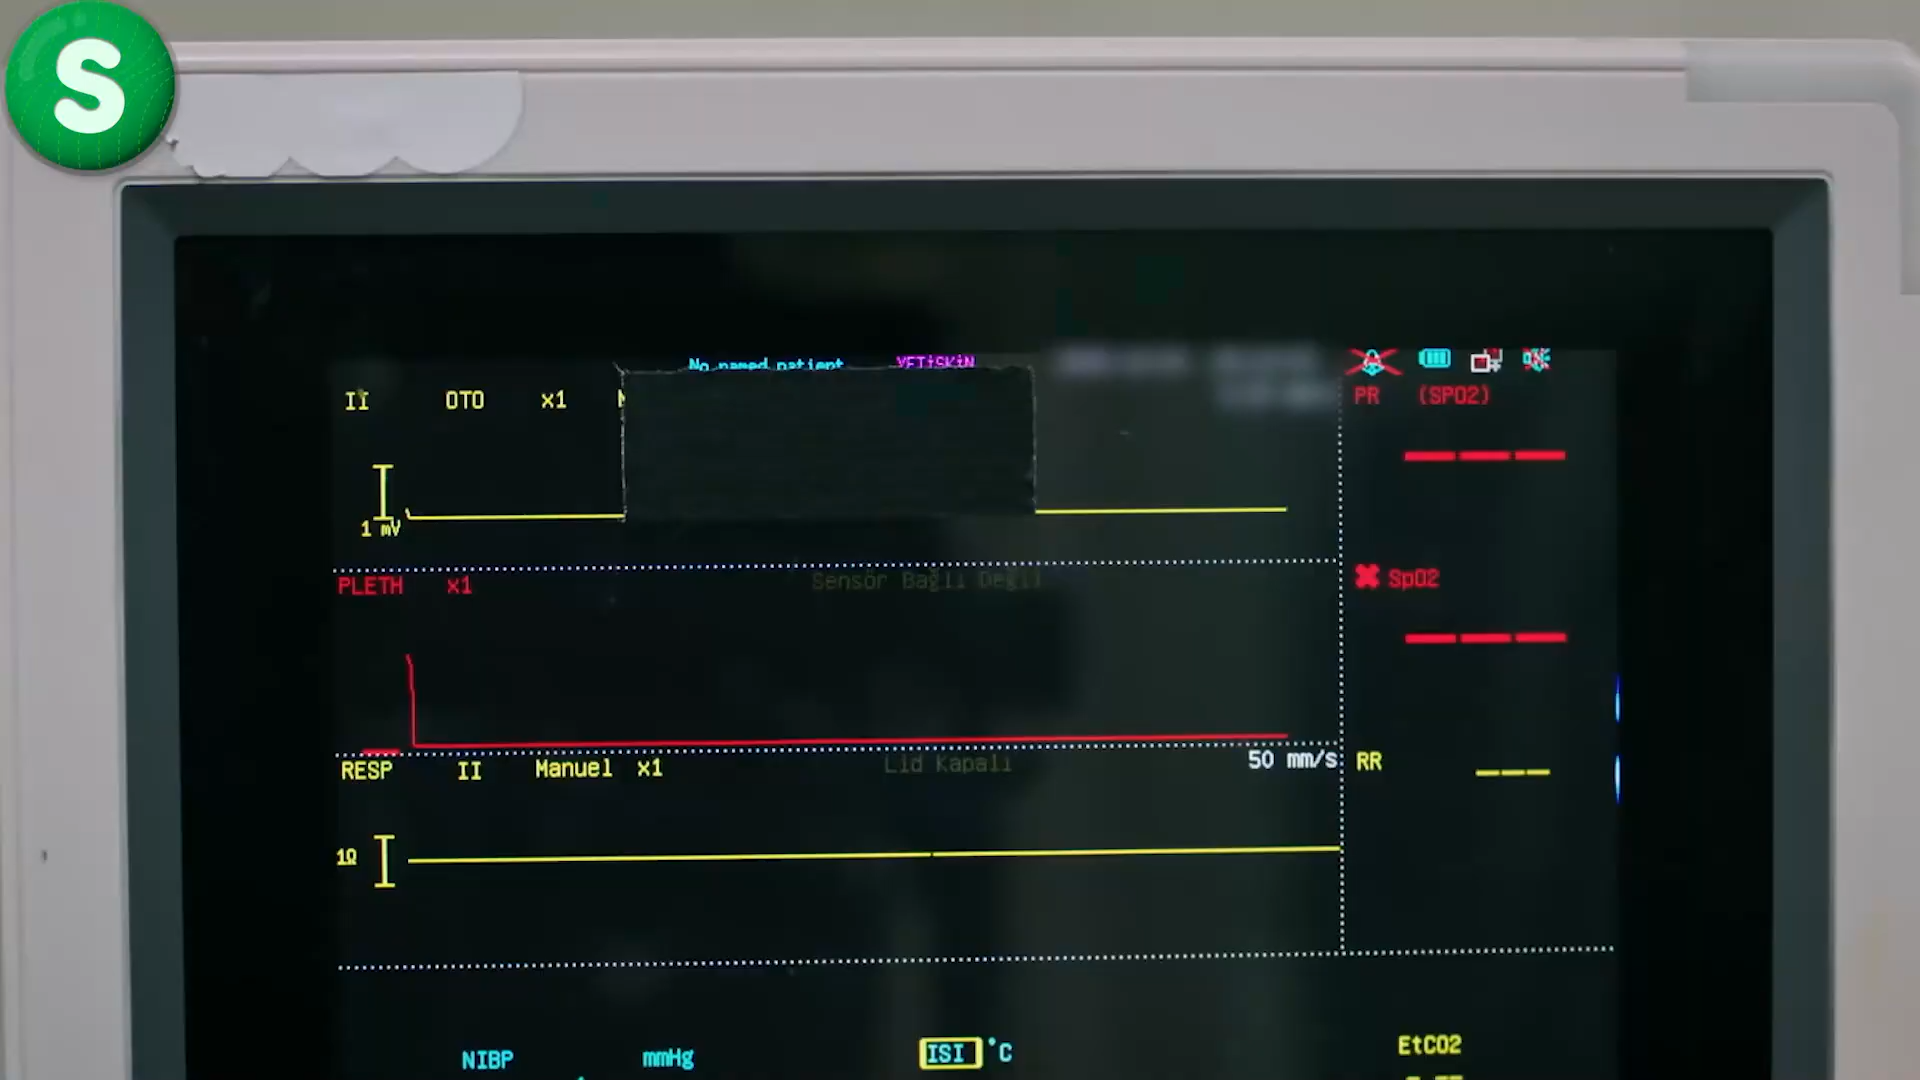 S
No named patient YETİŞKİN
II OTO x1
PR (SPO2)
1 mV
PLETH x1 Sensör Bağlı Değil
SpO2
RESP II Manuel x1 Lid Kapalı 50 mm/s
RR
1Ω
NIBP mmHg ISI °C EtCO2